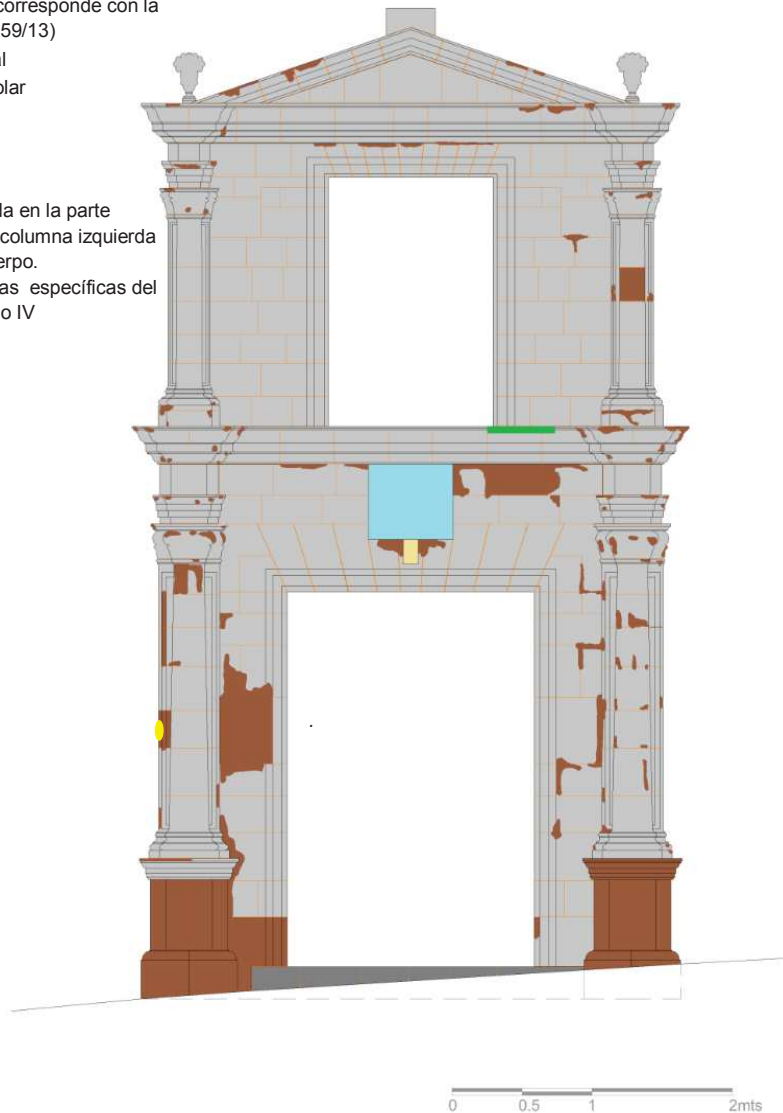 corresponde con la
59/13)
al
olar
la en la parte
columna izquierda
erpo.
as específicas del
o IV
0 0.5 1 2mts